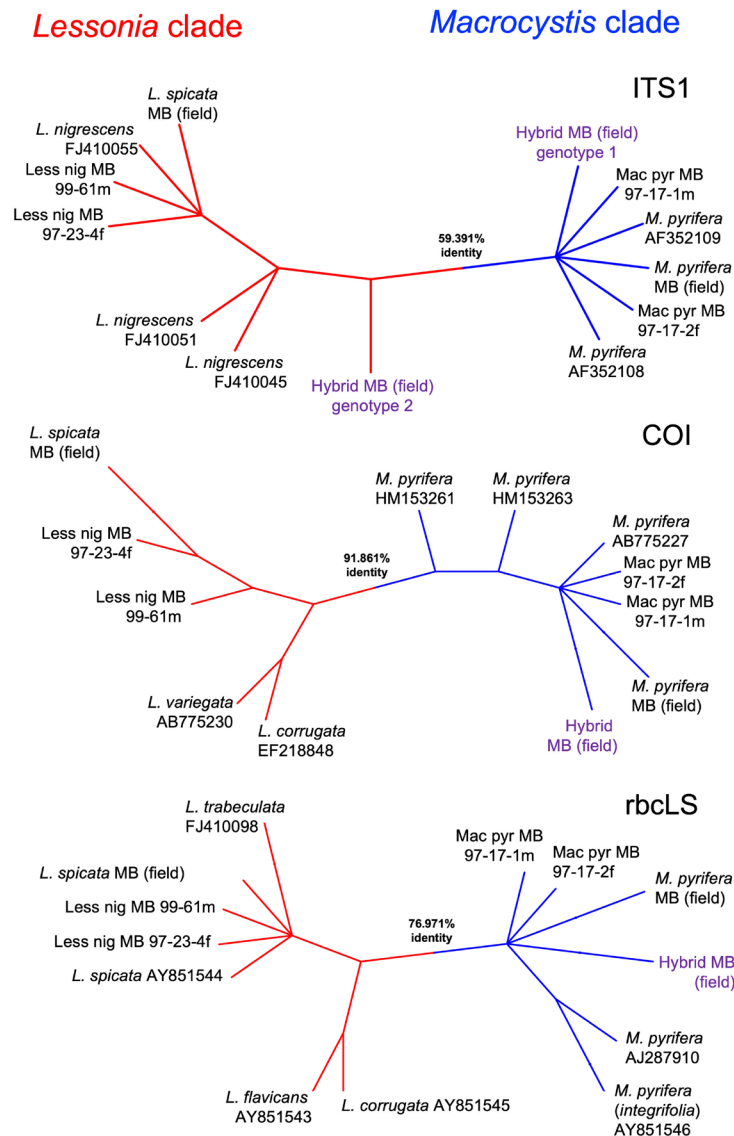 Lessonia clade
Macrocystis clade
ITS1
L. spicata
MB (field)
L. nigrescens
FJ410055
Less nig MB
99-61m
Less nig MB
97-23-4f
L. nigrescens
FJ410051
L. nigrescens
FJ410045
Hybrid MB (field)
genotype 2
59.391%
identity
Hybrid MB (field)
genotype 1
Mac pyr MB
97-17-1m
M. pyrifera
AF352109
M. pyrifera
MB (field)
Mac pyr MB
97-17-2f
M. pyrifera
AF352108
COI
L. spicata
MB (field)
Less nig MB
97-23-4f
Less nig MB
99-61m
L. variegata
AB775230
L. corrugata
EF218848
91.861%
identity
M. pyrifera
HM153261
M. pyrifera
HM153263
M. pyrifera
AB775227
Mac pyr MB
97-17-2f
Mac pyr MB
97-17-1m
M. pyrifera
MB (field)
Hybrid
MB (field)
rbcLS
L. trabeculata
FJ410098
L. spicata MB (field)
Less nig MB 99-61m
Less nig MB 97-23-4f
L. spicata AY851544
L. flavicans
AY851543
L. corrugata AY851545
76.971%
identity
Mac pyr MB
97-17-1m
Mac pyr MB
97-17-2f
M. pyrifera
MB (field)
Hybrid MB
(field)
M. pyrifera
AJ287910
M. pyrifera
(integrifolia)
AY851546